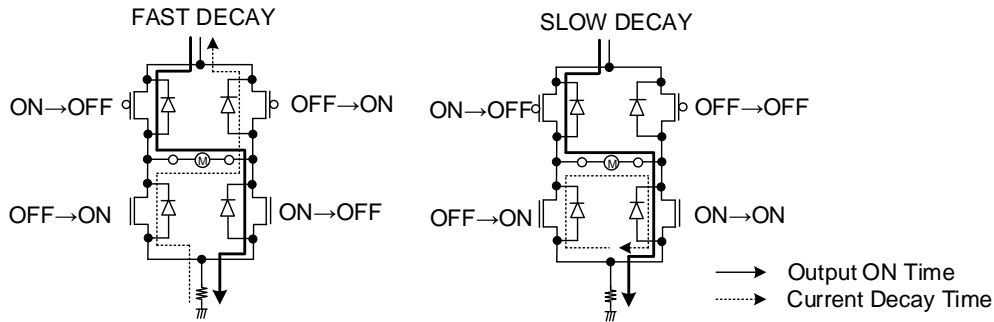 FAST DECAY
ON→OFF
OFF→ON
M
OFF→ON
ON→OFF
SLOW DECAY
ON→OFF
OFF→OFF
M
OFF→ON
ON→ON
Output ON Time
Current Decay Time